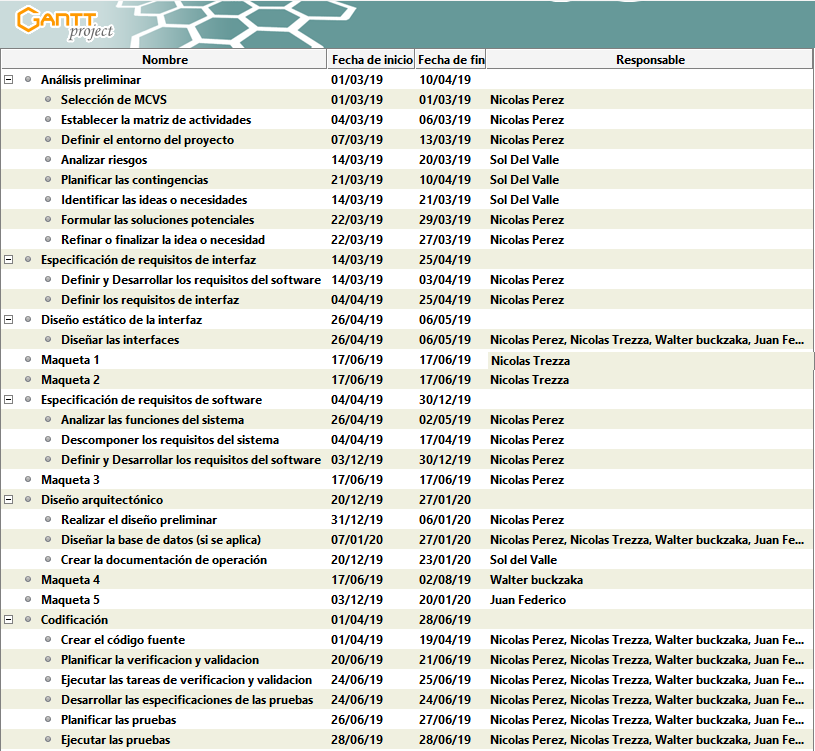 GANTT
project
Nombre Fecha de inicio Fecha de fin Responsable
Análisis preliminar 01/03/19 10/04/19
Selección de MCVS 01/03/19 01/03/19 Nicolas Perez
Establecer la matriz de actividades 04/03/19 06/03/19 Nicolas Perez
Definir el entorno del proyecto 07/03/19 13/03/19 Nicolas Perez
Analizar riesgos 14/03/19 20/03/19 Sol Del Valle
Planificar las contingencias 21/03/19 10/04/19 Sol Del Valle
Identificar las ideas o necesidades 14/03/19 21/03/19 Sol Del Valle
Formular las soluciones potenciales 22/03/19 29/03/19 Nicolas Perez
Refinar o finalizar la idea o necesidad 22/03/19 27/03/19 Nicolas Perez
Especificación de requisitos de interfaz 14/03/19 25/04/19
Definir y Desarrollar los requisitos del software 14/03/19 03/04/19 Nicolas Perez
Definir los requisitos de interfaz 04/04/19 25/04/19 Nicolas Perez
Diseño estático de la interfaz 26/04/19 06/05/19
Diseñar las interfaces 26/04/19 06/05/19 Nicolas Perez, Nicolas Trezza, Walter buckzaka, Juan Fe...
Maqueta 1 17/06/19 17/06/19 Nicolas Trezza
Maqueta 2 17/06/19 17/06/19 Nicolas Trezza
Especificación de requisitos de software 04/04/19 30/12/19
Analizar las funciones del sistema 26/04/19 02/05/19 Nicolas Perez
Descomponer los requisitos del sistema 04/04/19 17/04/19 Nicolas Perez
Definir y Desarrollar los requisitos del software 03/12/19 30/12/19 Nicolas Perez
Maqueta 3 17/06/19 17/06/19 Nicolas Perez
Diseño arquitectónico 20/12/19 27/01/20
Realizar el diseño preliminar 31/12/19 06/01/20 Nicolas Perez
Diseñar la base de datos (si se aplica) 07/01/20 27/01/20 Nicolas Perez, Nicolas Trezza, Walter buckzaka, Juan Fe...
Crear la documentación de operación 20/12/19 23/01/20 Sol del Valle
Maqueta 4 17/06/19 02/08/19 Walter buckzaka
Maqueta 5 03/12/19 20/01/20 Juan Federico
Codificación 01/04/19 28/06/19
Crear el código fuente 01/04/19 19/04/19 Nicolas Perez, Nicolas Trezza, Walter buckzaka, Juan Fe...
Planificar la verificación y validacion 20/06/19 21/06/19 Nicolas Perez, Nicolas Trezza, Walter buckzaka, Juan Fe...
Ejecutar las tareas de verificacion y validacion 24/06/19 25/06/19 Nicolas Perez, Nicolas Trezza, Walter buckzaka, Juan Fe...
Desarrollar las especificaciones de las pruebas 24/06/19 24/06/19 Nicolas Perez, Nicolas Trezza, Walter buckzaka, Juan Fe...
Planificar las pruebas 26/06/19 27/06/19 Nicolas Perez, Nicolas Trezza, Walter buckzaka, Juan Fe...
Ejecutar las pruebas 28/06/19 28/06/19 Nicolas Perez, Nicolas Trezza, Walter buckzaka, Juan Fe...